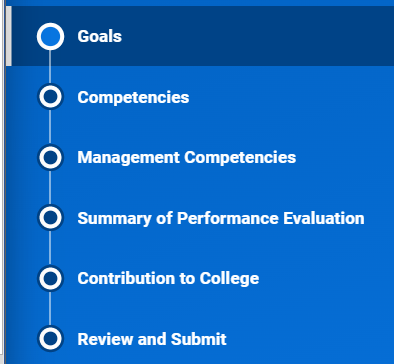 Goals
Competencies
Management Competencies
Summary of Performance Evaluation
Contribution to College
Review and Submit